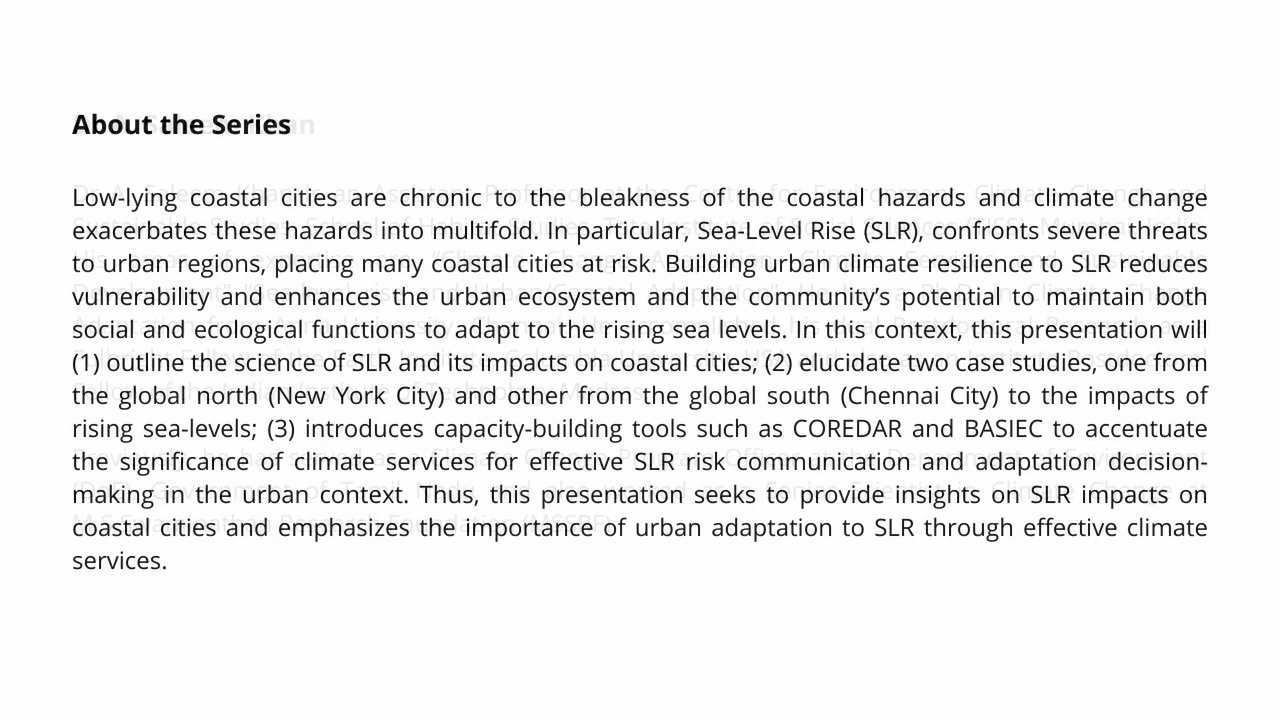 About the Series
Low-lying coastal cities are chronic to the bleakness of the coastal hazards and climate change
exacerbates these hazards into multifold. In particular, Sea-Level Rise (SLR), confronts severe threats
to urban regions, placing many coastal cities at risk. Building urban climate resilience to SLR reduces
vulnerability and enhances the urban ecosystem and the community’s potential to maintain both
social and ecological functions to adapt to the rising sea levels. In this context, this presentation will
(1) outline the science of SLR and its impacts on coastal cities; (2) elucidate two case studies, one from
the global north (New York City) and other from the global south (Chennai City) to the impacts of
rising sea-levels; (3) introduces capacity-building tools such as COREDAR and BASIEC to accentuate
the significance of climate services for effective SLR risk communication and adaptation decision-
making in the urban context. Thus, this presentation seeks to provide insights on SLR impacts on
coastal cities and emphasizes the importance of urban adaptation to SLR through effective climate
services.